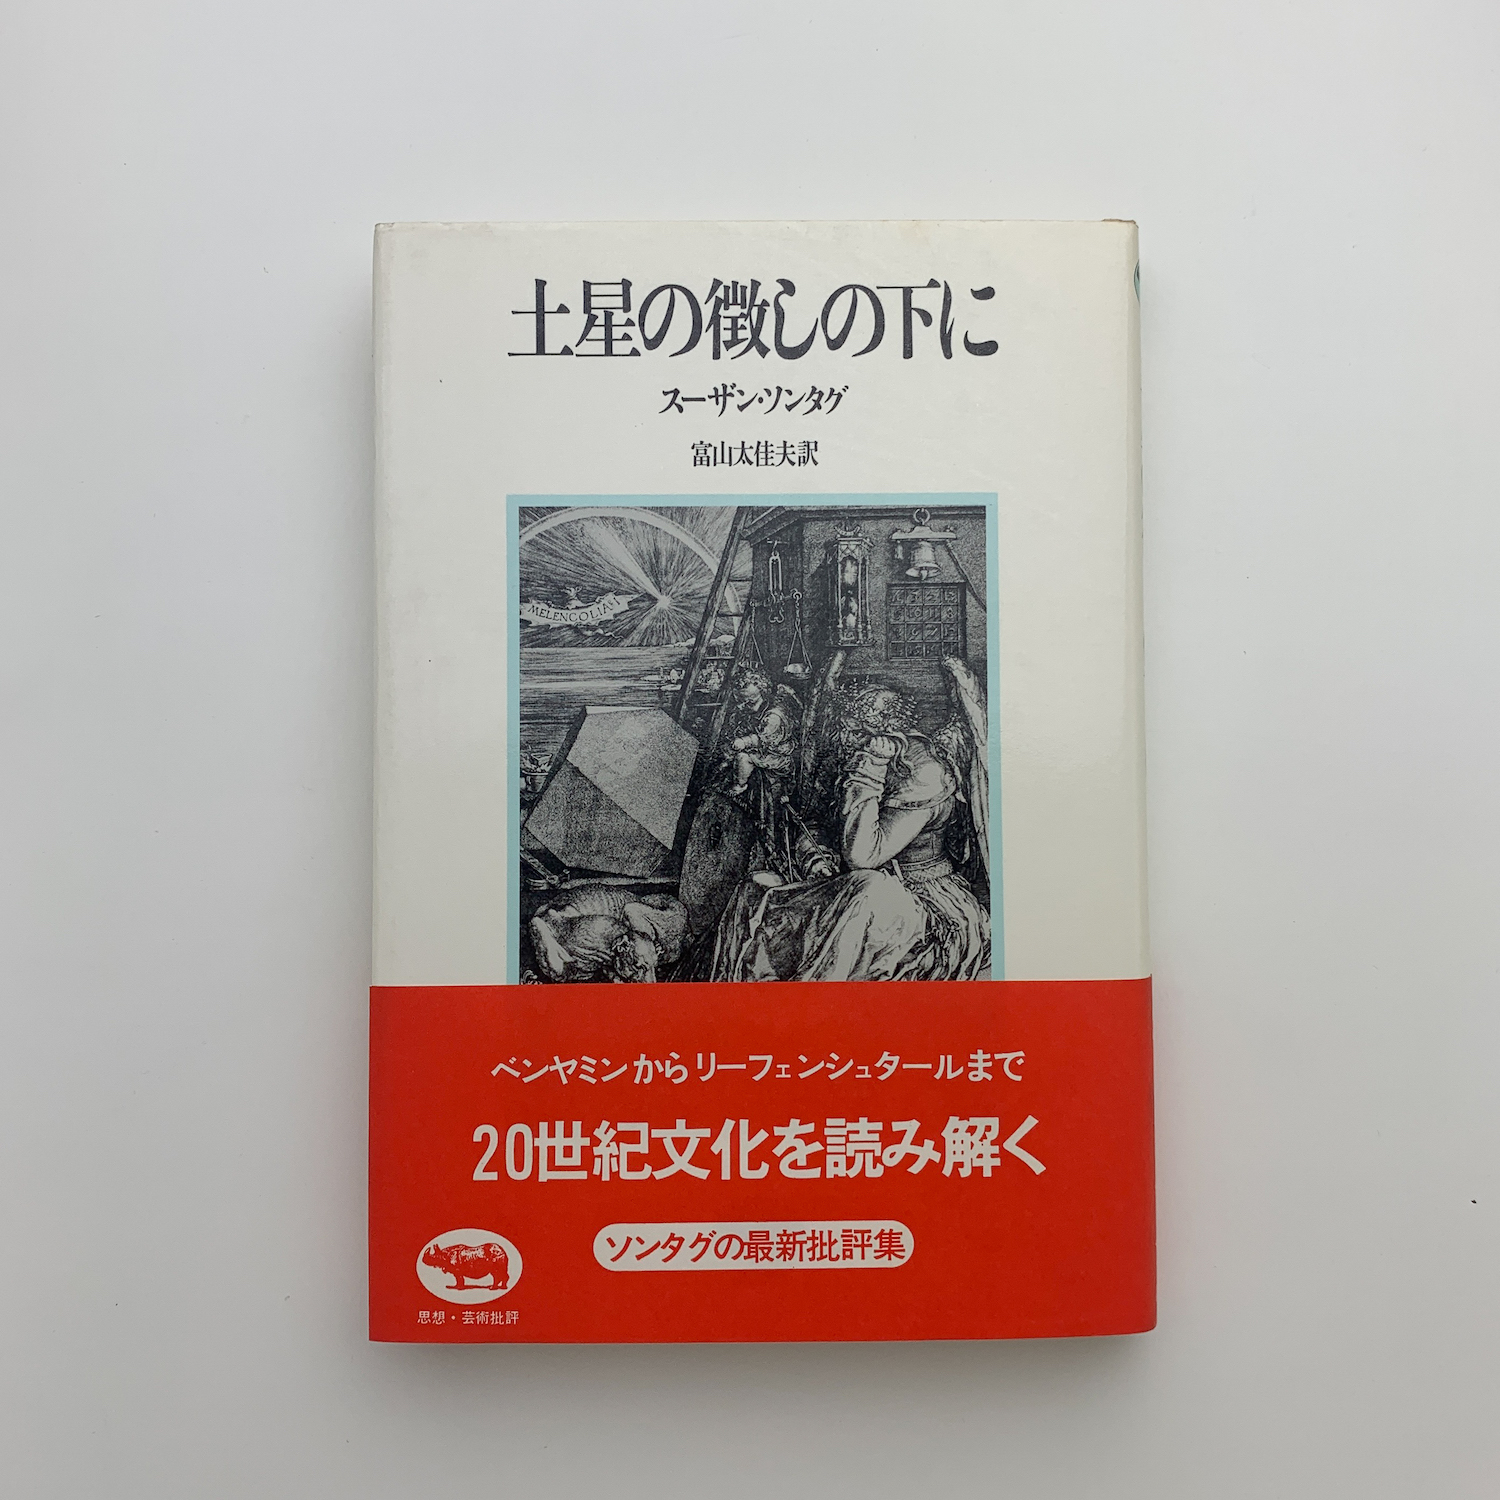 土星の徴しの下に
スーザン・ソンタグ
富山太佳夫訳
MELENCOLIA I
ベンヤミンからリーフェンシュタールまで
20世紀文化を読み解く
ソンタグの最新批評集
思想・芸術批評